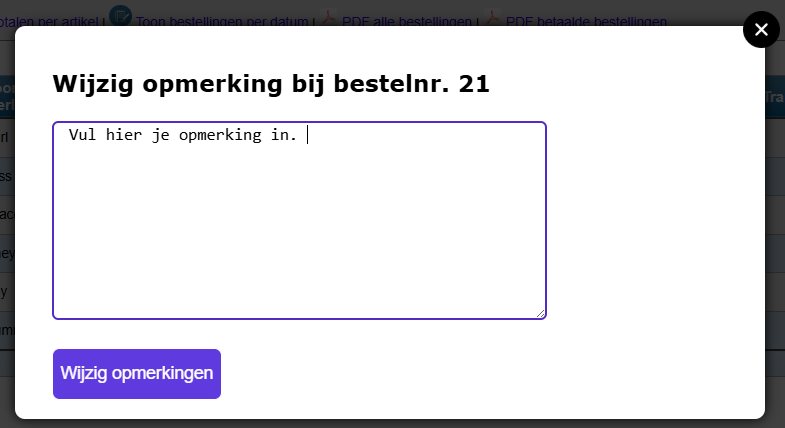 otalen per artikel | Toon bestellingen per datum | PDF alle bestellingen | PDF betaalde bestellingen
Wijzig opmerking bij bestelnr. 21
Vul hier je opmerking in.
Wijzig opmerkingen